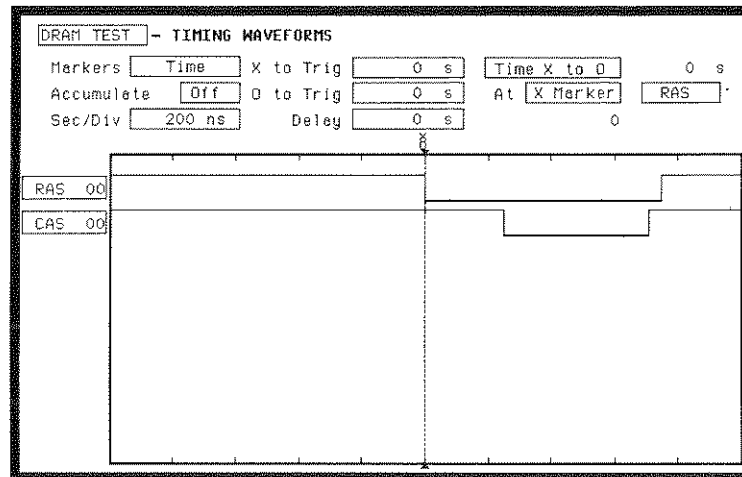 DRAM TEST - TIMING WAVEFORMS
Markers Time X to Trig 0 s Time X to O 0 s
Accumulate Off O to Trig 0 s At X Marker RAS
Sec/Div 200 ns Delay 0 s 0
X
O
RAS 00
CAS 00